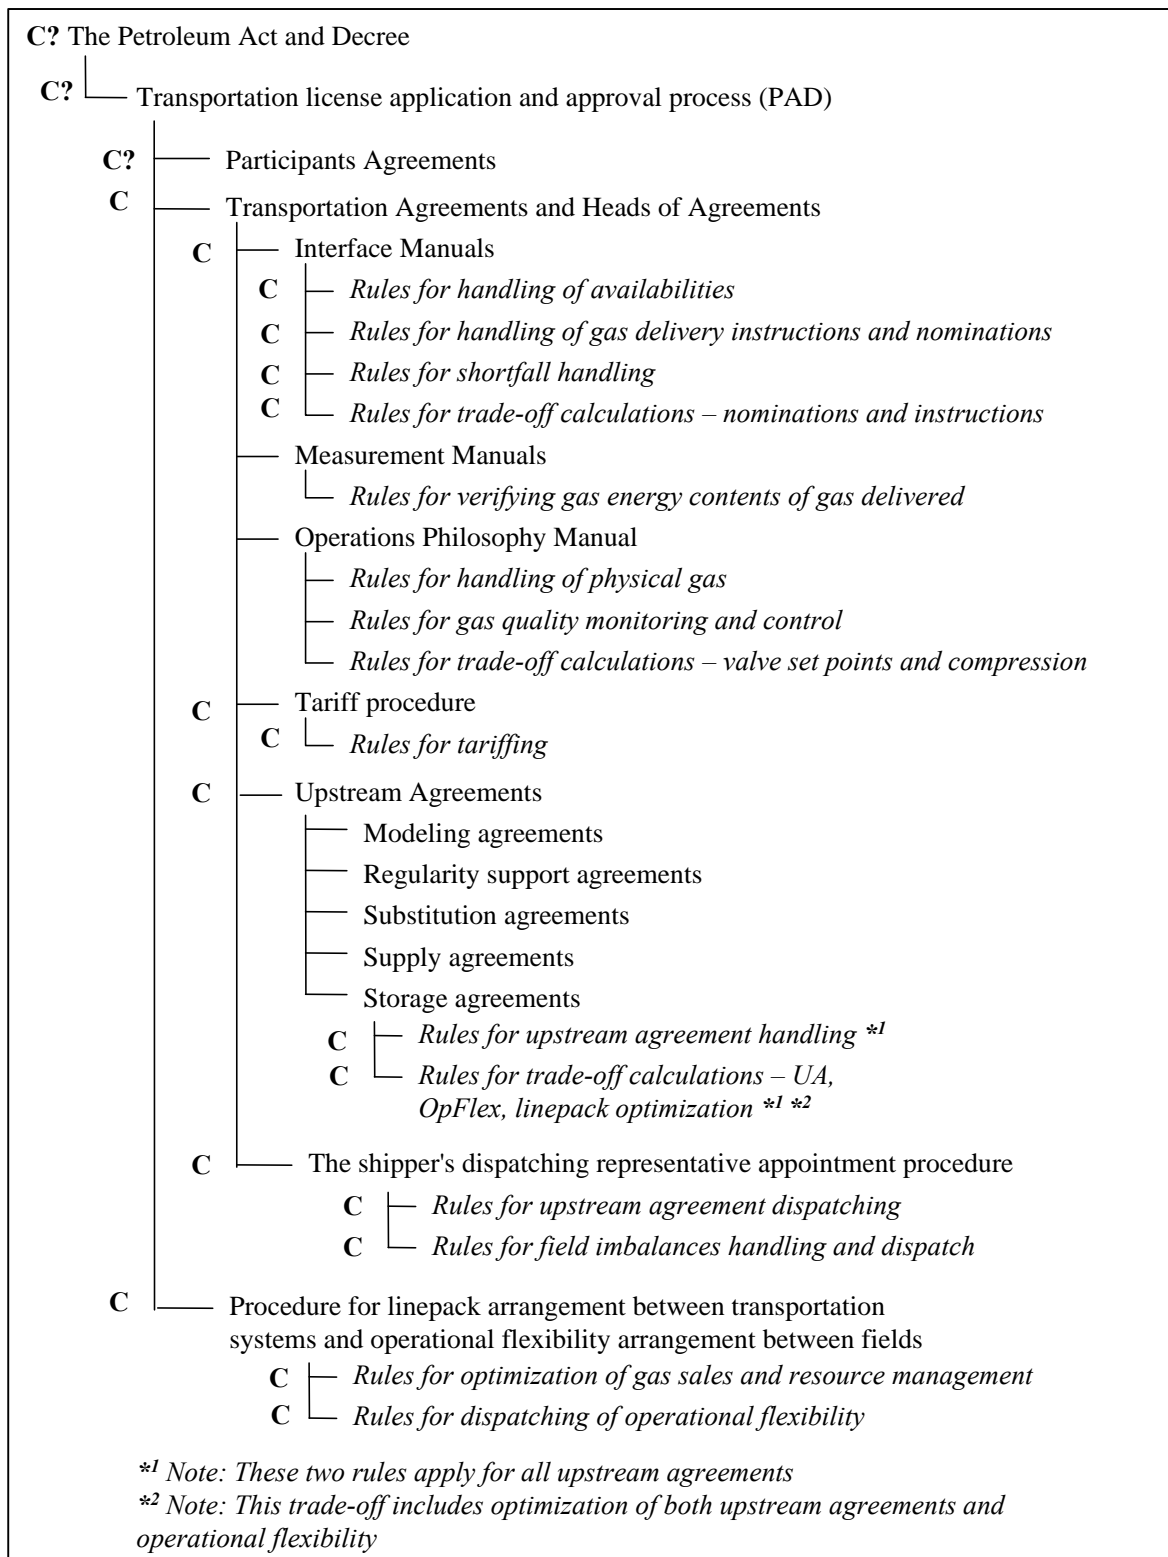 C? The Petroleum Act and Decree
C? Transportation license application and approval process (PAD)
C? Participants Agreements
C Transportation Agreements and Heads of Agreements
C Interface Manuals
C Rules for handling of availabilities
C Rules for handling of gas delivery instructions and nominations
C Rules for shortfall handling
C Rules for trade-off calculations – nominations and instructions
Measurement Manuals
Rules for verifying gas energy contents of gas delivered
Operations Philosophy Manual
Rules for handling of physical gas
Rules for gas quality monitoring and control
Rules for trade-off calculations – valve set points and compression
C Tariff procedure
C Rules for tariffing
C Upstream Agreements
Modeling agreements
Regularity support agreements
Substitution agreements
Supply agreements
Storage agreements
C Rules for upstream agreement handling *1
C Rules for trade-off calculations – UA,
OpFlex, linepack optimization *1 *2
C The shipper's dispatching representative appointment procedure
C Rules for upstream agreement dispatching
C Rules for field imbalances handling and dispatch
C Procedure for linepack arrangement between transportation
systems and operational flexibility arrangement between fields
C Rules for optimization of gas sales and resource management
C Rules for dispatching of operational flexibility
*1 Note: These two rules apply for all upstream agreements
*2 Note: This trade-off includes optimization of both upstream agreements and
operational flexibility